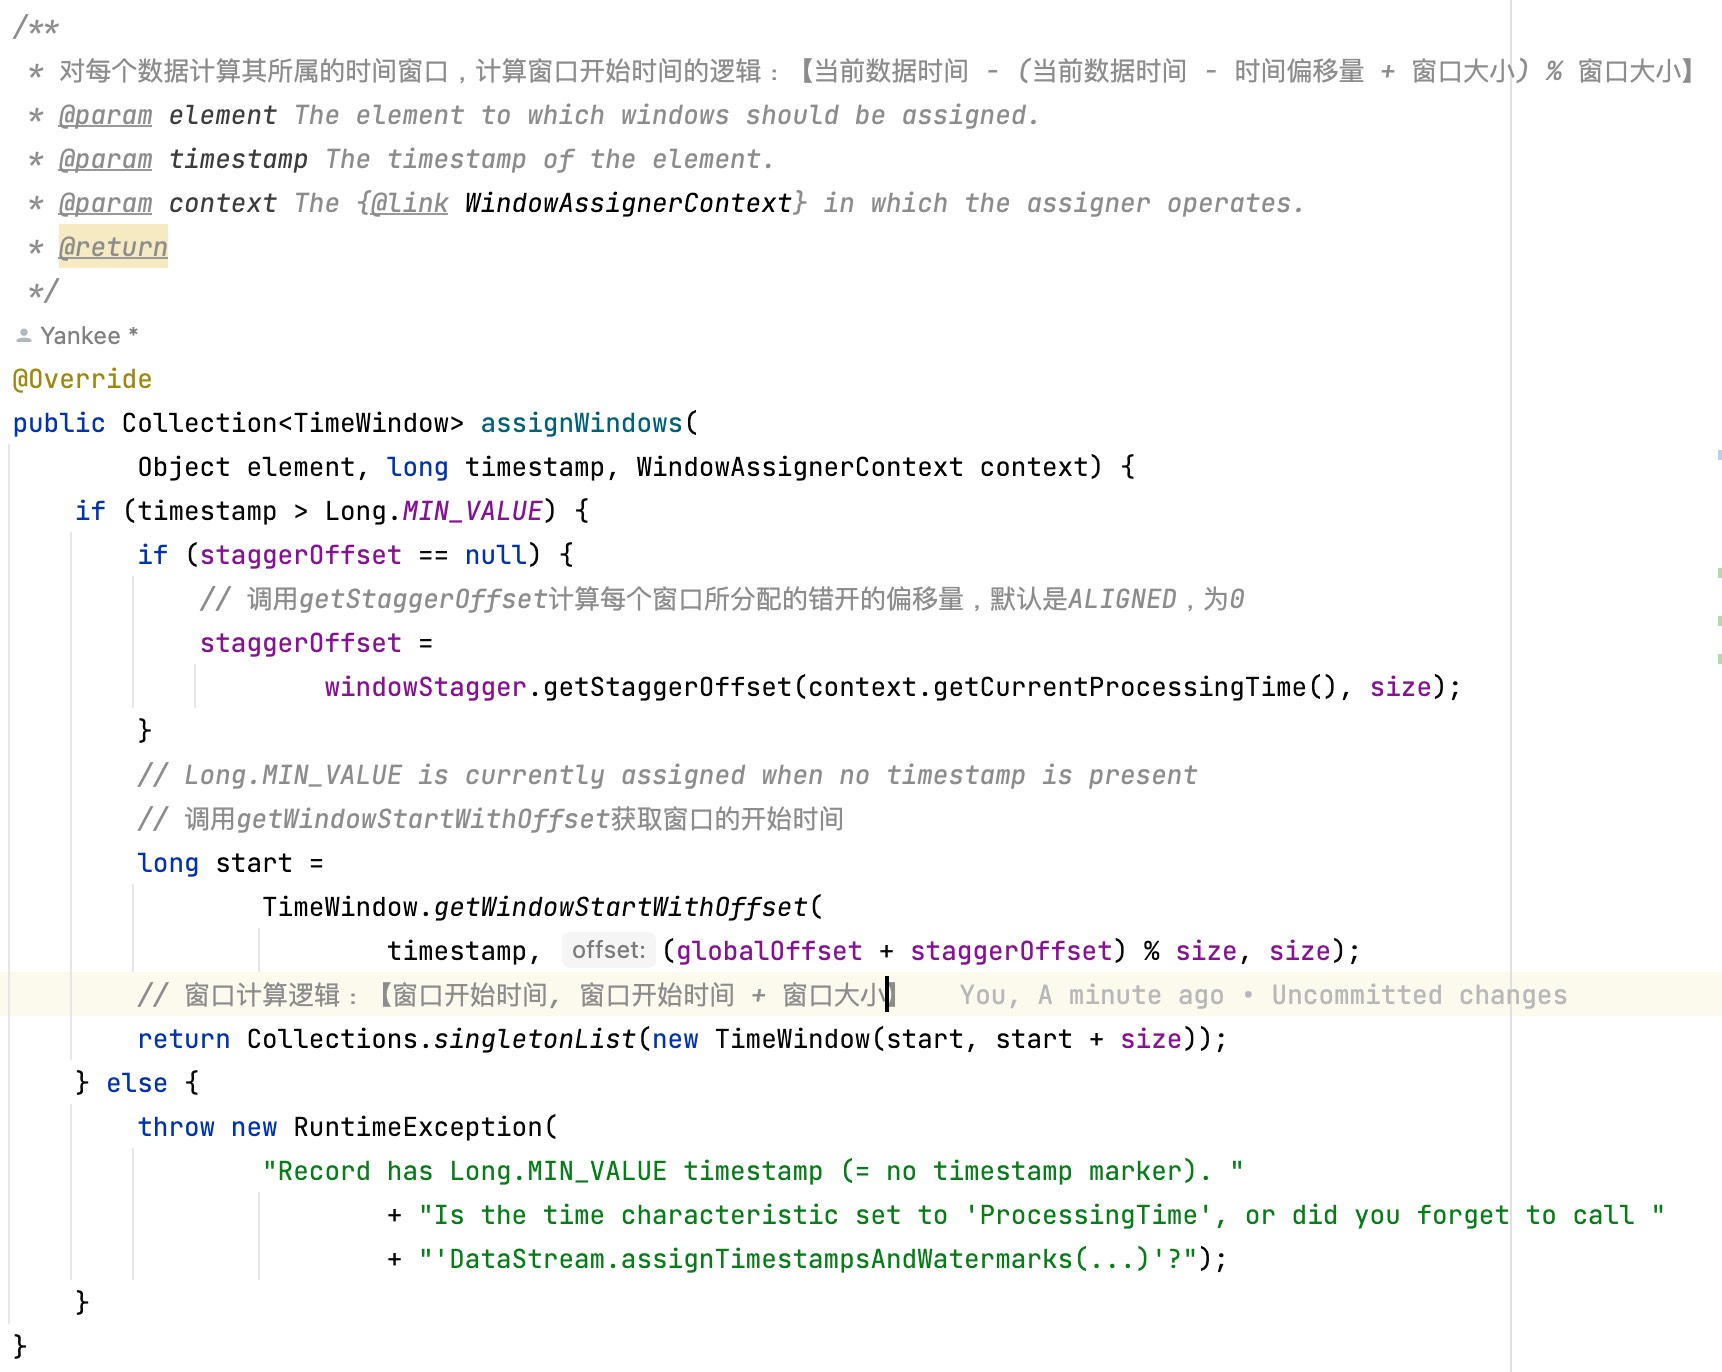 /**
 * 对每个数据计算其所属的时间窗口，计算窗口开始时间的逻辑：【当前数据时间 - (当前数据时间 - 时间偏移量 + 窗口大小) % 窗口大小】
 * @param element The element to which windows should be assigned.
 * @param timestamp The timestamp of the element.
 * @param context The {@link WindowAssignerContext} in which the assigner operates.
 * @return
 */
Yankee *
@Override
public Collection<TimeWindow> assignWindows(
        Object element, long timestamp, WindowAssignerContext context) {
    if (timestamp > Long.MIN_VALUE) {
        if (staggerOffset == null) {
            // 调用getStaggerOffset计算每个窗口所分配的错开的偏移量，默认是ALIGNED，为0
            staggerOffset =
                    windowStagger.getStaggerOffset(context.getCurrentProcessingTime(), size);
        }
        // Long.MIN_VALUE is currently assigned when no timestamp is present
        // 调用getWindowStartWithOffset获取窗口的开始时间
        long start =
                TimeWindow.getWindowStartWithOffset(
                        timestamp, offset: (globalOffset + staggerOffset) % size, size);
        // 窗口计算逻辑：【窗口开始时间, 窗口开始时间 + 窗口大小】 You, A minute ago • Uncommitted changes
        return Collections.singletonList(new TimeWindow(start, start + size));
    } else {
        throw new RuntimeException(
                "Record has Long.MIN_VALUE timestamp (= no timestamp marker). "
                        + "Is the time characteristic set to 'ProcessingTime', or did you forget to call "
                        + "'DataStream.assignTimestampsAndWatermarks(...)'?");
    }
}